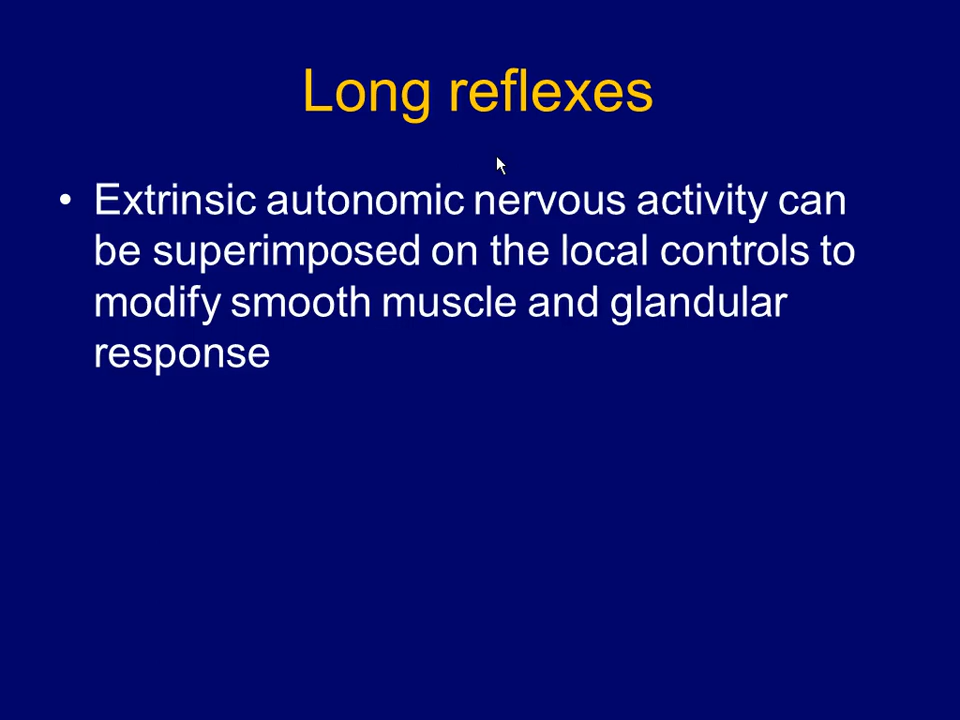 Long reflexes
• Extrinsic autonomic nervous activity can
be superimposed on the local controls to
modify smooth muscle and glandular
response